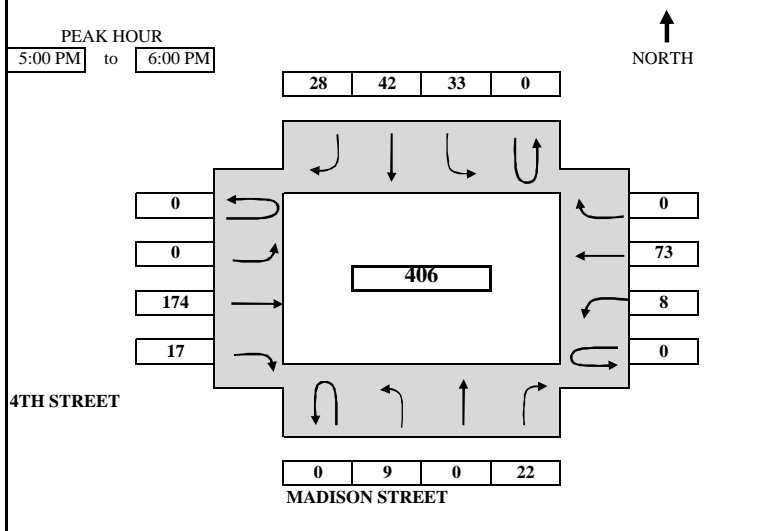 PEAK HOUR
5:00 PM to 6:00 PM
NORTH
28 42 33 0
0 0
0 73
406
174 8
17 0
4TH STREET
0 9 0 22
MADISON STREET